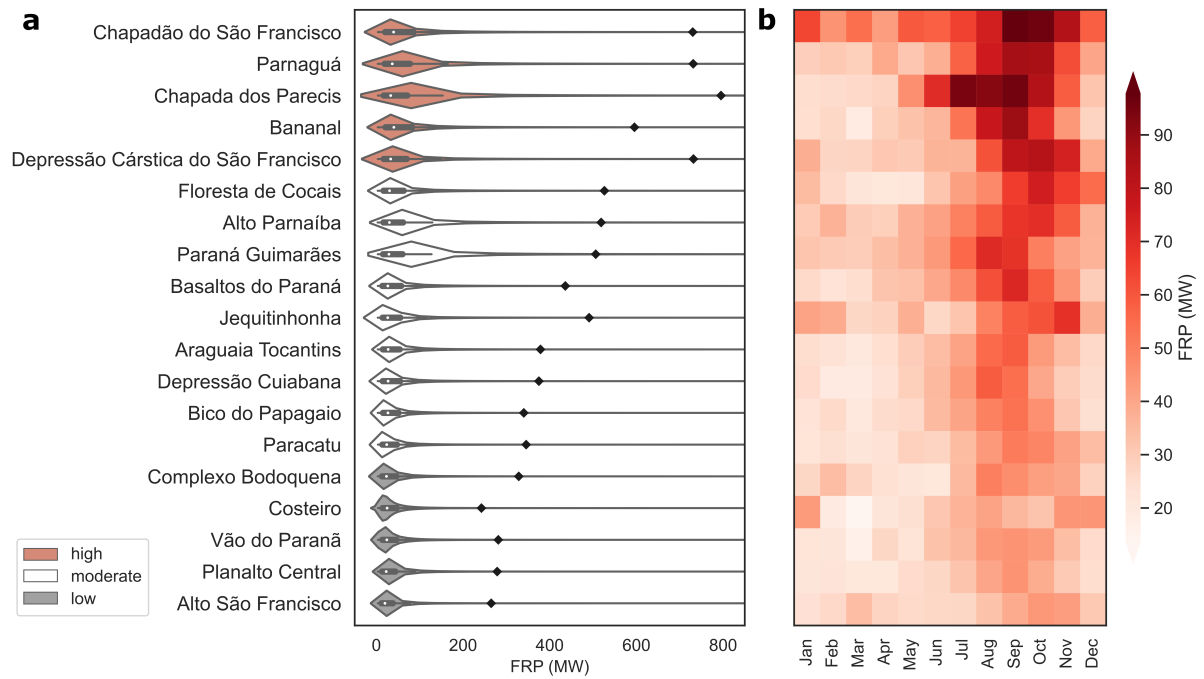 a
Chapadão do São Francisco
Parnaguá
Chapada dos Parecis
Bananal
Depressão Cárstica do São Francisco
Floresta de Cocais
Alto Parnaíba
Paraná Guimarães
Basaltos do Paraná
Jequitinhonha
Araguaia Tocantins
Depressão Cuiabana
Bico do Papagaio
Paracatu
Complexo Bodoquena
Costeiro
Vão do Paranã
Planalto Central
Alto São Francisco
high
moderate
low
0 200 400 600 800
FRP (MW)
b
Jan Feb Mar Apr May Jun Jul Aug Sep Oct Nov Dec
90
80
70
60
50
40
30
20
FRP (MW)